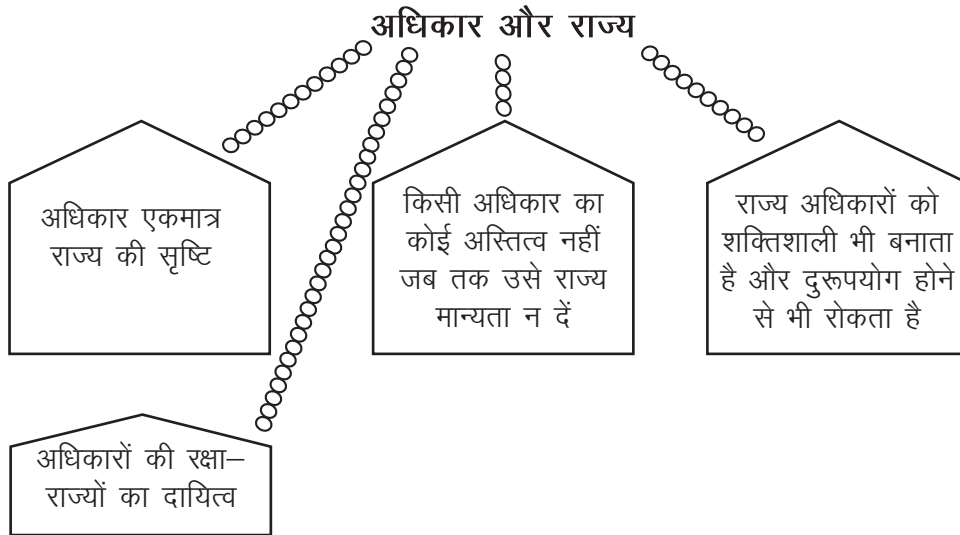 अधिकार और राज्य
अधिकार एकमात्र
राज्य की सृष्टि
किसी अधिकार का
कोई अस्तित्व नहीं
जब तक उसे राज्य
मान्यता न दें
राज्य अधिकारों को
शक्तिशाली भी बनाता
है और दुरूपयोग होने
से भी रोकता है
अधिकारों की रक्षा–
राज्यों का दायित्व